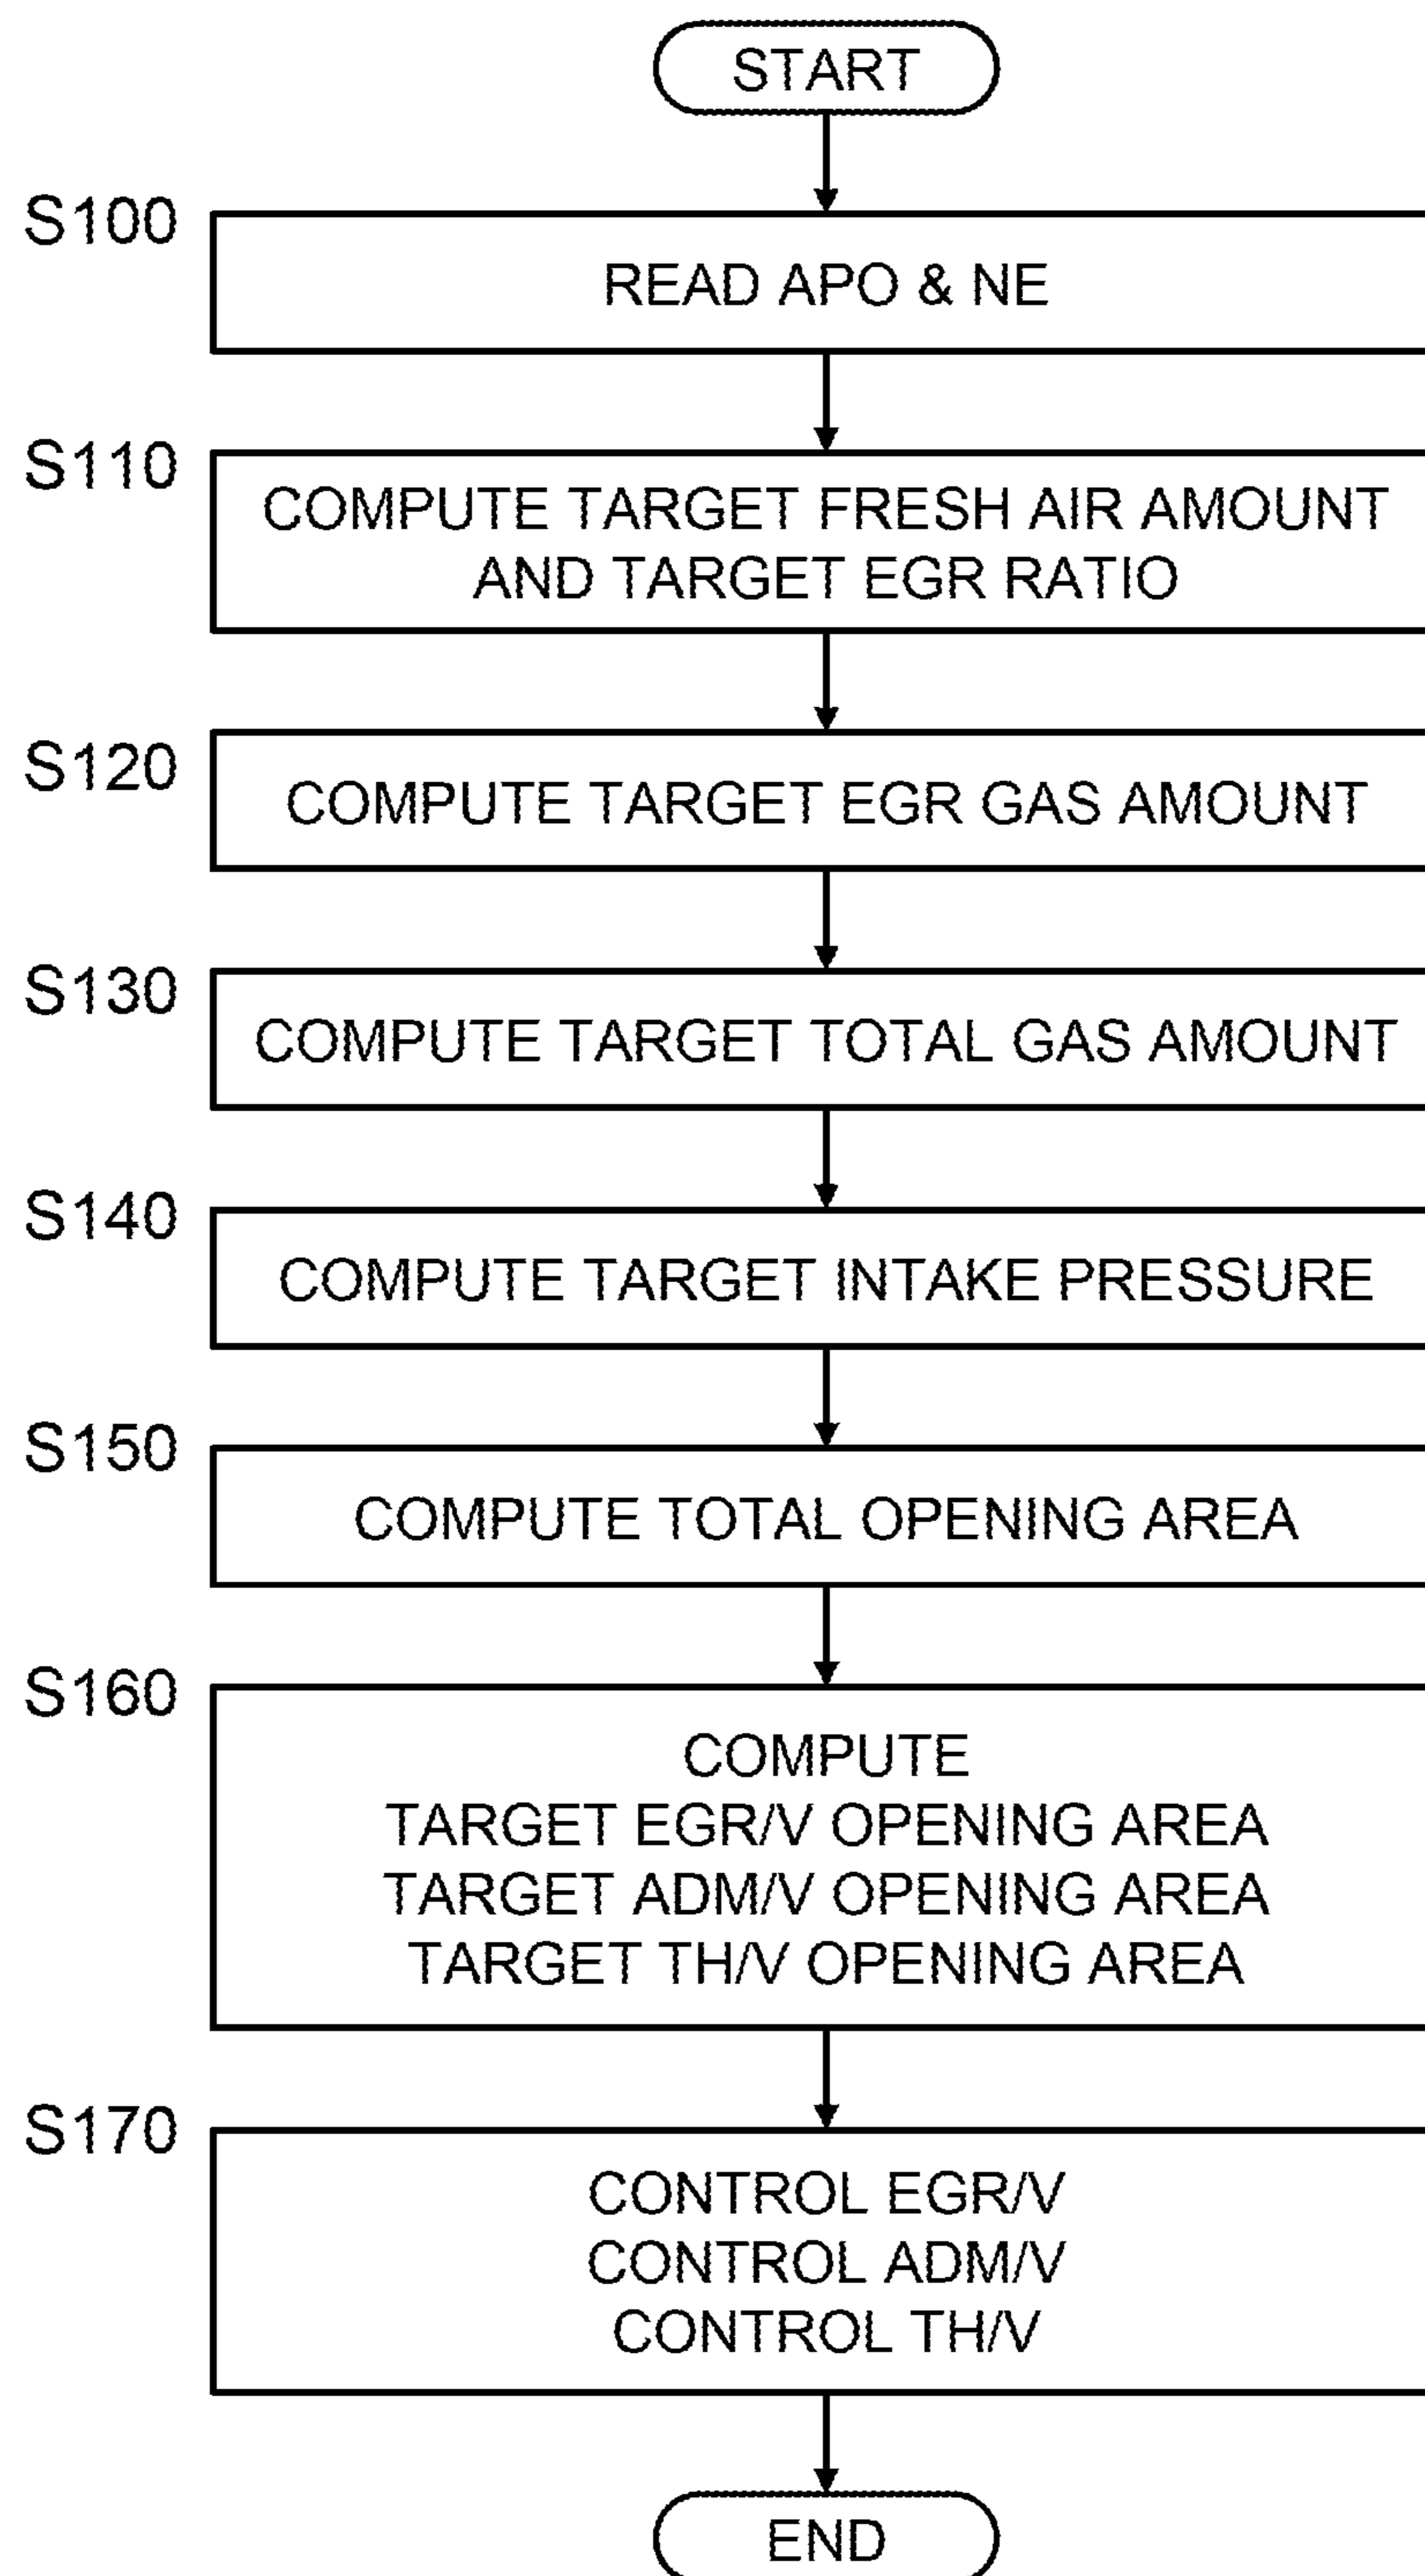 START
S100
READ APO & NE
S110
COMPUTE TARGET FRESH AIR AMOUNT
AND TARGET EGR RATIO
S120
COMPUTE TARGET EGR GAS AMOUNT
S130
COMPUTE TARGET TOTAL GAS AMOUNT
S140
COMPUTE TARGET INTAKE PRESSURE
S150
COMPUTE TOTAL OPENING AREA
S160
COMPUTE
TARGET EGR/V OPENING AREA
TARGET ADM/V OPENING AREA
TARGET TH/V OPENING AREA
S170
CONTROL EGR/V
CONTROL ADM/V
CONTROL TH/V
END